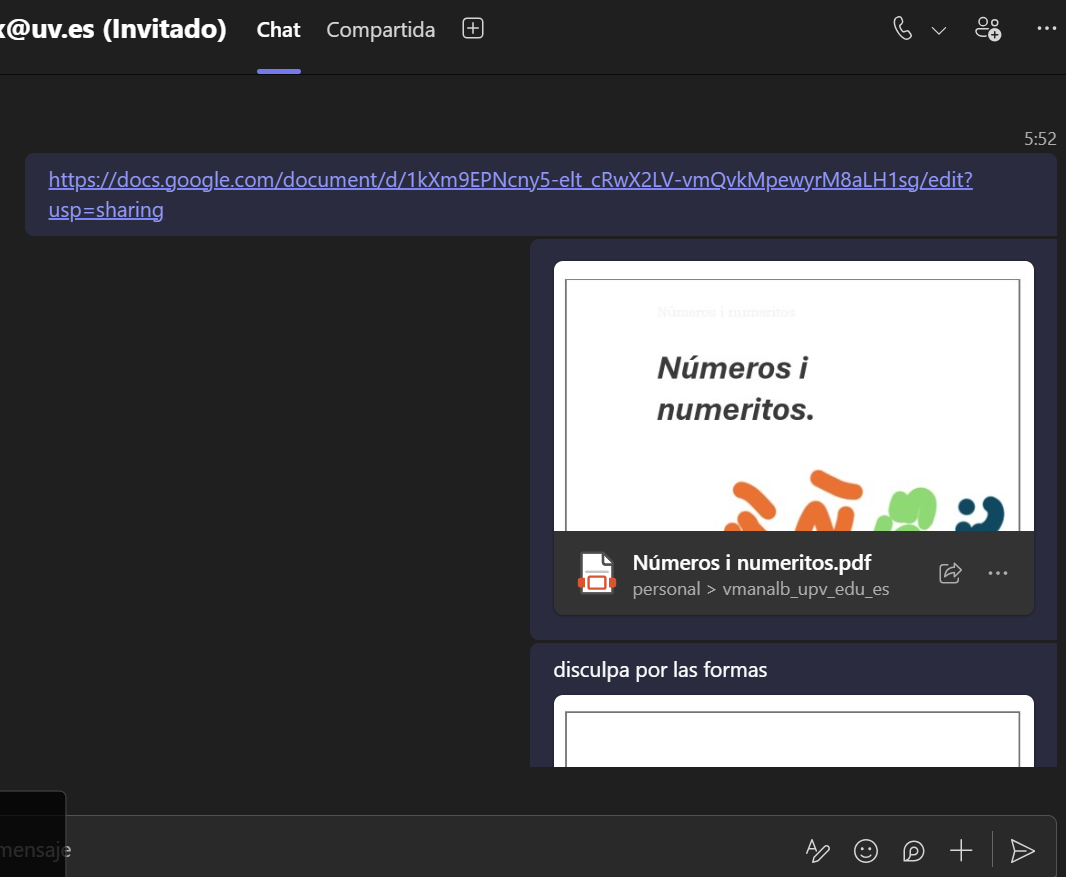 @uv.es (Invitado)
Chat
Compartida
5:52
https://docs.google.com/document/d/1kXm9EPNcny5-elt_cRwX2LV-vmQvkMpewyrM8aLH1sg/edit?
usp=sharing
Números i numeritos
Números i
numeritos.
Números i numeritos.pdf
personal > vmanalb_upv_edu_es
disculpa por las formas
mensaje